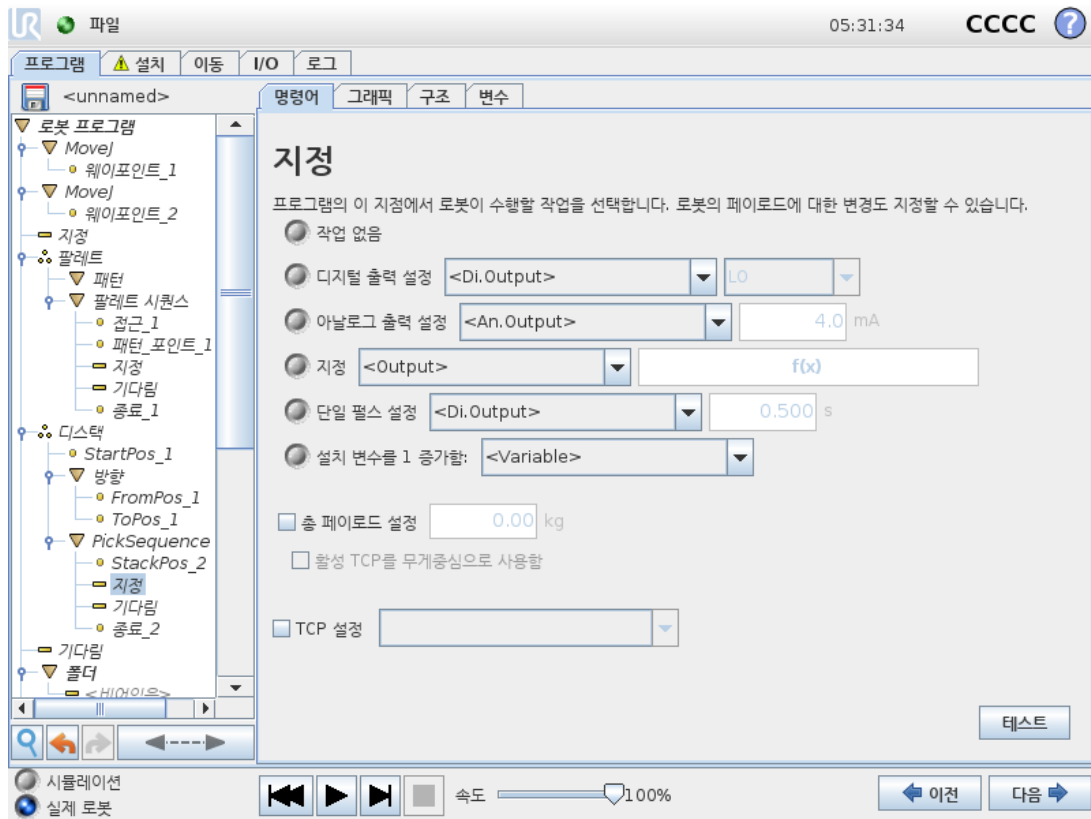 UR 파일 05:31:34 CCCC ?
프로그램 설치 이동 I/O 로그
<unnamed> 명령어 그래픽 구조 변수
로봇 프로그램
MoveJ
웨이포인트_1
MoveJ
웨이포인트_2
지정
팔레트
패턴
팔레트 시퀀스
접근_1
패턴_포인트_1
지정
기다림
종료_1
디스택
StartPos_1
방향
FromPos_1
ToPos_1
PickSequence
StackPos_2
지정
기다림
종료_2
기다림
폴더
<비어있음>
지정
프로그램의 이 지점에서 로봇이 수행할 작업을 선택합니다. 로봇의 페이로드에 대한 변경도 지정할 수 있습니다.
작업 없음
디지털 출력 설정 <Di.Output> LO
아날로그 출력 설정 <An.Output> 4.0 mA
지정 <Output> f(x)
단일 펄스 설정 <Di.Output> 0.500 s
설치 변수를 1 증가함: <Variable>
총 페이로드 설정 0.00 kg
활성 TCP를 무게중심으로 사용함
TCP 설정
테스트
시뮬레이션
실제 로봇
속도 100%
이전 다음